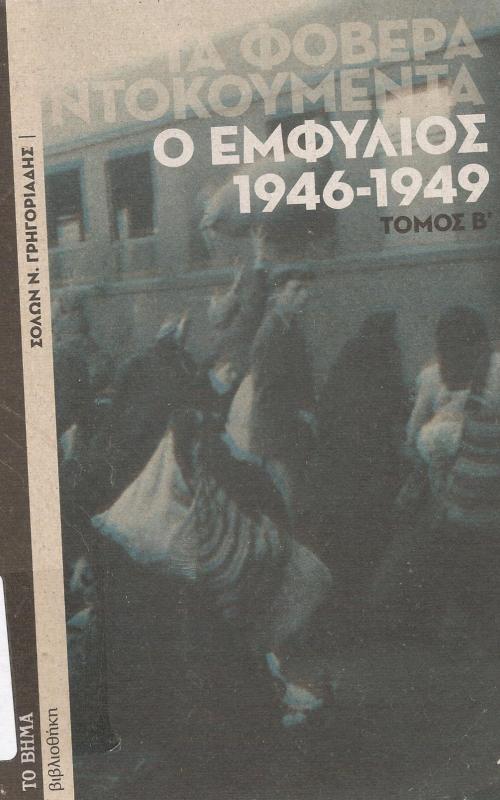 ΤΑ ΦΟΒΕΡΑ
ΝΤΟΚΟΥΜΕΝΤΑ
Ο ΕΜΦΥΛΙΟΣ
1946-1949
ΤΟΜΟΣ Β'
ΣΟΛΩΝ Ν. ΓΡΗΓΟΡΙΑΔΗΣ
ΤΟ ΒΗΜΑ
βιβλιοθήκη